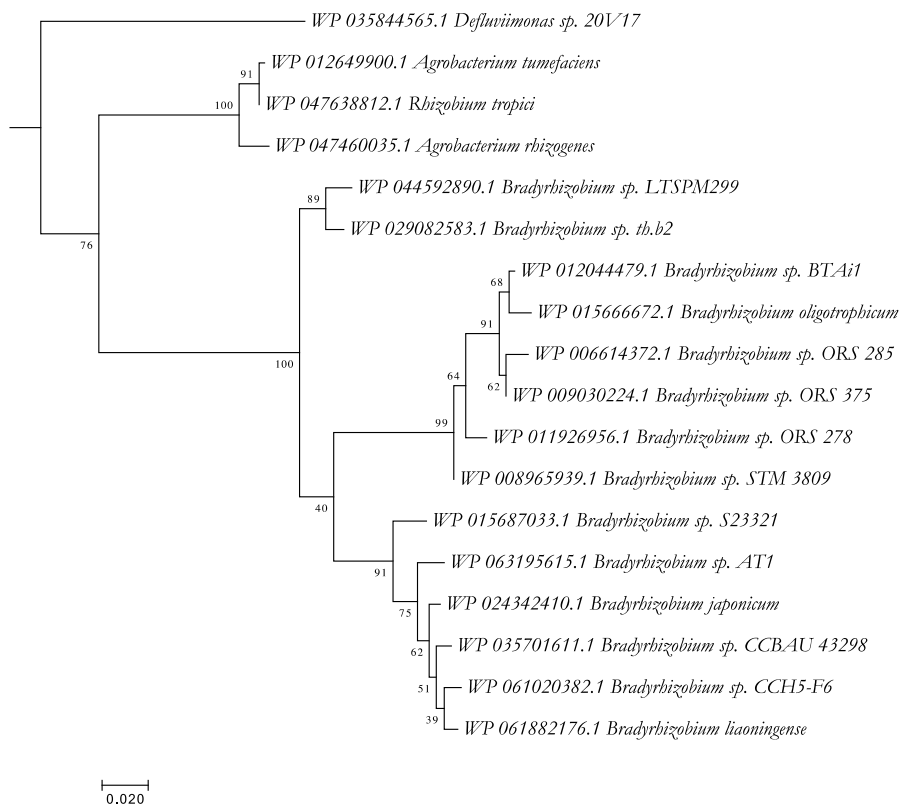 WP 035844565.1 Defluviimonas sp. 20V17
WP 012649900.1 Agrobacterium tumefaciens
91
WP 047638812.1 Rhizobium tropici
100
WP 047460035.1 Agrobacterium rhizogenes
WP 044592890.1 Bradyrhizobium sp. LTSPM299
89
WP 029082583.1 Bradyrhizobium sp. th.b2
76
WP 012044479.1 Bradyrhizobium sp. BTAi1
68
WP 015666672.1 Bradyrhizobium oligotrophicum
91
WP 006614372.1 Bradyrhizobium sp. ORS 285
100
64
62
WP 009030224.1 Bradyrhizobium sp. ORS 375
99
WP 011926956.1 Bradyrhizobium sp. ORS 278
WP 008965939.1 Bradyrhizobium sp. STM 3809
40
WP 015687033.1 Bradyrhizobium sp. S23321
91
WP 063195615.1 Bradyrhizobium sp. AT1
75
WP 024342410.1 Bradyrhizobium japonicum
62
WP 035701611.1 Bradyrhizobium sp. CCBAU 43298
51
WP 061020382.1 Bradyrhizobium sp. CCH5-F6
39
WP 061882176.1 Bradyrhizobium liaoningense
0.020